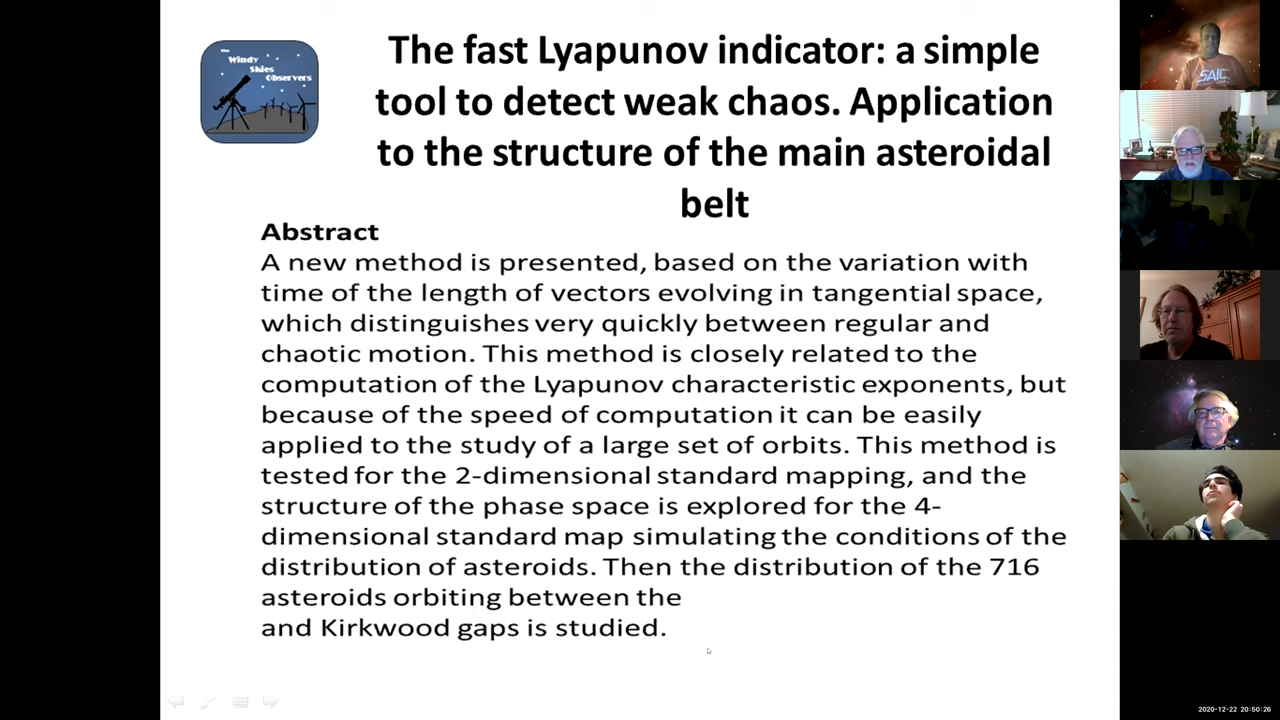 The
Windy
Skies
Observers
The fast Lyapunov indicator: a simple
tool to detect weak chaos. Application
to the structure of the main asteroidal
belt
Abstract
A new method is presented, based on the variation with
time of the length of vectors evolving in tangential space,
which distinguishes very quickly between regular and
chaotic motion. This method is closely related to the
computation of the Lyapunov characteristic exponents, but
because of the speed of computation it can be easily
applied to the study of a large set of orbits. This method is
tested for the 2-dimensional standard mapping, and the
structure of the phase space is explored for the 4-
dimensional standard map simulating the conditions of the
distribution of asteroids. Then the distribution of the 716
asteroids orbiting between the
and Kirkwood gaps is studied.
SAIC
2020-12-22 20:50:26